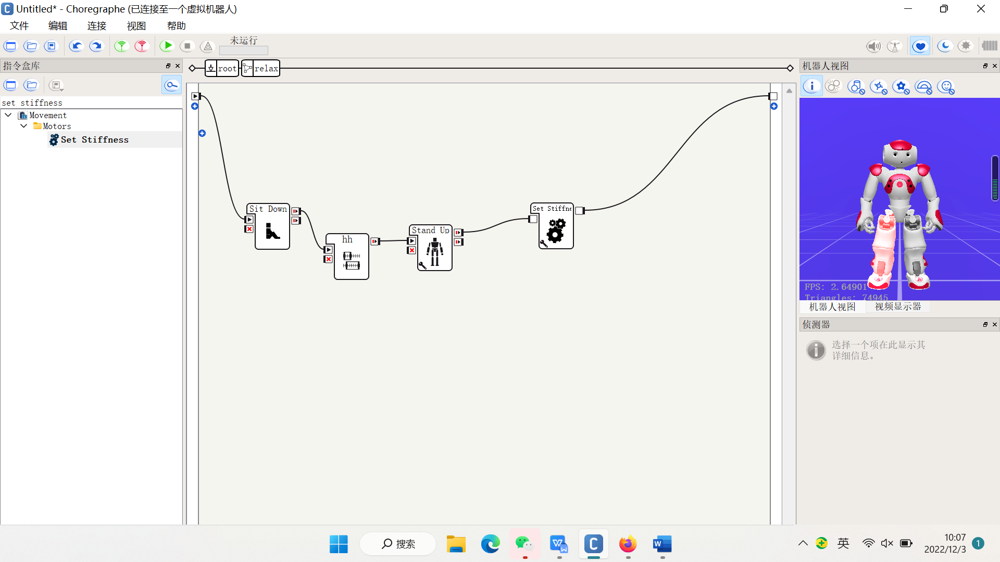 Untitled* - Choregraphe (已连接至一个虚拟机器人)
文件 编辑 连接 视图 帮助
未运行
指令盒库
root relax
机器人视图
set stiffness
Movement
Motors
Set Stiffness
Sit Down
hh
Stand Up
Set Stiffne
FPS: 2.64901
Triangles: 74945
机器人视图 视频显示器
侦测器
选择一个项在此显示其
详细信息。
搜索
英
10:07
2022/12/3
1